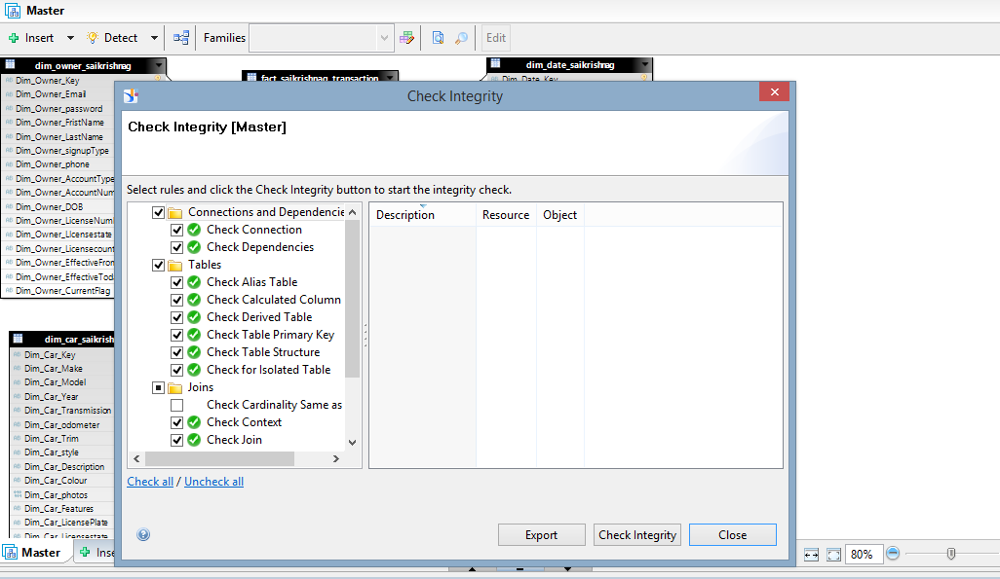 Master
Insert Detect Families Edit
dim_owner_saikrishnag
Dim_Owner_Key
Dim_Owner_Email
Dim_Owner_password
Dim_Owner_FristName
Dim_Owner_LastName
Dim_Owner_signupType
Dim_Owner_phone
Dim_Owner_AccountType
Dim_Owner_AccountNum
Dim_Owner_DOB
Dim_Owner_LicenseNuml
Dim_Owner_LIcensestate
Dim_Owner_Licensecount
Dim_Owner_EffectiveFron
Dim_Owner_EffectiveToda
Dim_Owner_CurrentFlag
fact_saikrishnag_transaction
dim_date_saikrishnag
Dim_Date_Key
dim_car_saikrish
Dim_Car_Key
Dim_Car_Make
Dim_Car_Model
Dim_Car_Year
Dim_Car_Transmission
Dim_Car_odometer
Dim_Car_Trim
Dim_Car_style
Dim_Car_Description
Dim_Car_Colour
Dim_Car_photos
Dim_Car_Features
Dim_Car_LicensePlate
Dim_Car_Licensestate
Check Integrity
Check Integrity [Master]
Select rules and click the Check Integrity button to start the integrity check.
Connections and Dependencie
Check Connection
Check Dependencies
Tables
Check Alias Table
Check Calculated Column
Check Derived Table
Check Table Primary Key
Check Table Structure
Check for Isolated Table
Joins
Check Cardinality Same as
Check Context
Check Join
Description Resource Object
Check all / Uncheck all
Export Check Integrity Close
Master Inse
80%